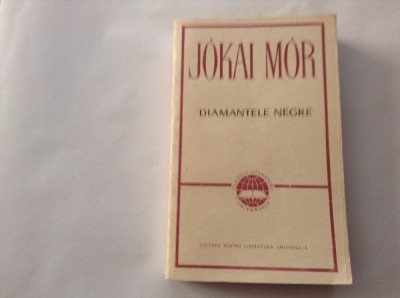 JÓKAI MÓR
DIAMANTELE NEGRE
EDITURA PENTRU LITERATURA UNIVERSALĂ